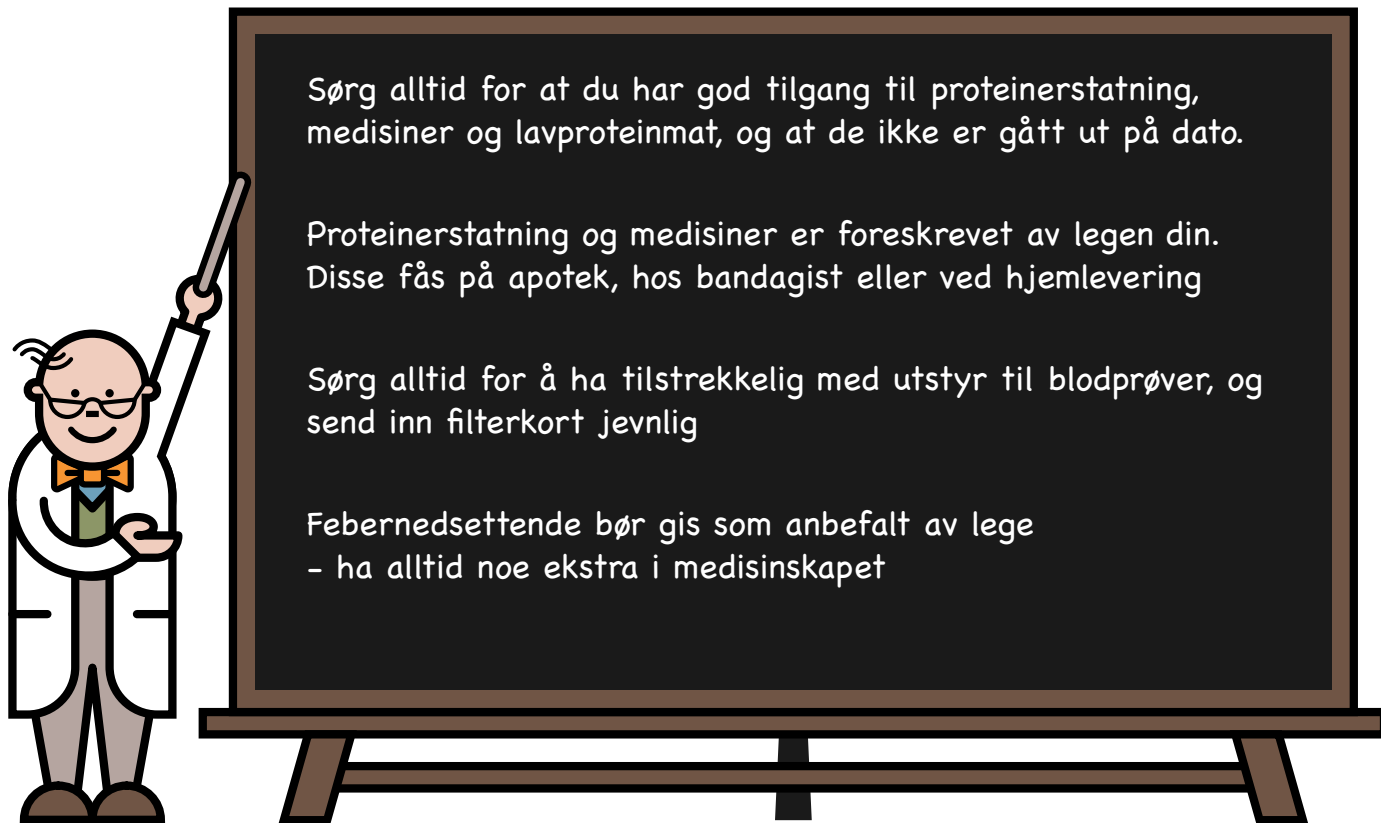 Sørg alltid for at du har god tilgang til proteinerstatning,
medisiner og lavproteinmat, og at de ikke er gått ut på dato.
Proteinerstatning og medisiner er foreskrevet av legen din.
Disse fås på apotek, hos bandagist eller ved hjemlevering
Sørg alltid for å ha tilstrekkelig med utstyr til blodprøver, og
send inn filterkort jevnlig
Febernedsettende bør gis som anbefalt av lege
– ha alltid noe ekstra i medisinskapet